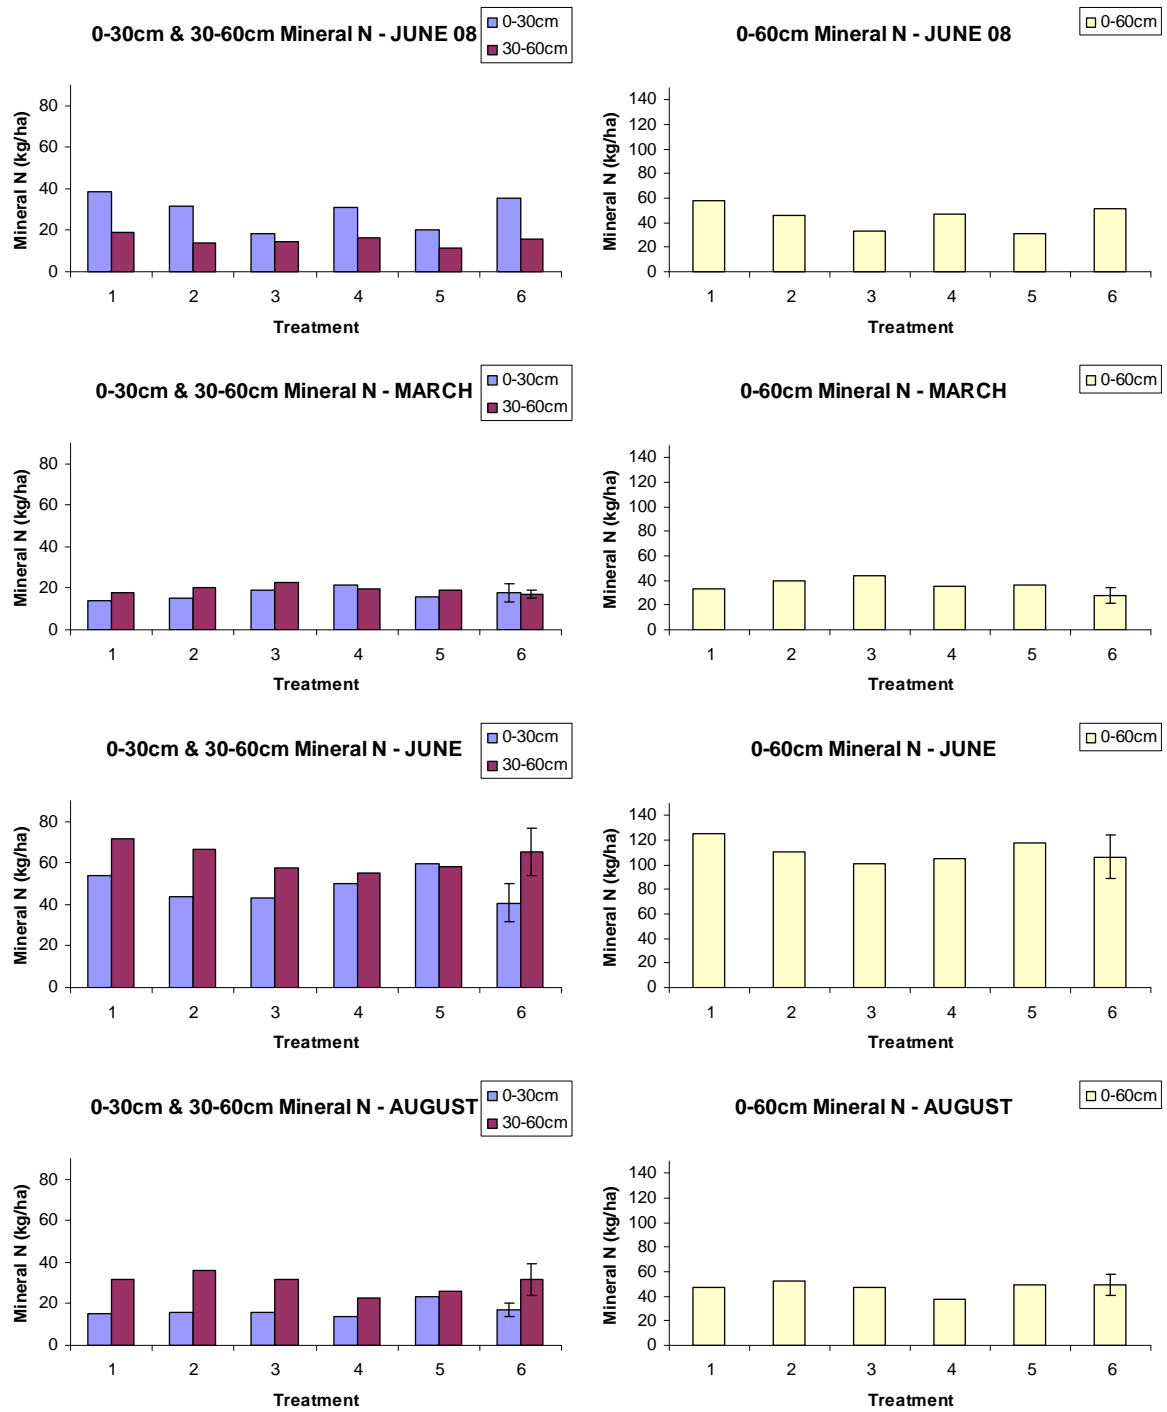 0-30cm & 30-60cm Mineral N - JUNE 08
0-30cm
30-60cm
Mineral N (kg/ha)
80
60
40
20
0
1 2 3 4 5 6
Treatment
0-60cm Mineral N - JUNE 08
0-60cm
Mineral N (kg/ha)
140
120
100
80
60
40
20
0
1 2 3 4 5 6
Treatment
0-30cm & 30-60cm Mineral N - MARCH
0-30cm
30-60cm
Mineral N (kg/ha)
80
60
40
20
0
1 2 3 4 5 6
Treatment
0-60cm Mineral N - MARCH
0-60cm
Mineral N (kg/ha)
140
120
100
80
60
40
20
0
1 2 3 4 5 6
Treatment
0-30cm & 30-60cm Mineral N - JUNE
0-30cm
30-60cm
Mineral N (kg/ha)
80
60
40
20
0
1 2 3 4 5 6
Treatment
0-60cm Mineral N - JUNE
0-60cm
Mineral N (kg/ha)
140
120
100
80
60
40
20
0
1 2 3 4 5 6
Treatment
0-30cm & 30-60cm Mineral N - AUGUST
0-30cm
30-60cm
Mineral N (kg/ha)
80
60
40
20
0
1 2 3 4 5 6
Treatment
0-60cm Mineral N - AUGUST
0-60cm
Mineral N (kg/ha)
140
120
100
80
60
40
20
0
1 2 3 4 5 6
Treatment